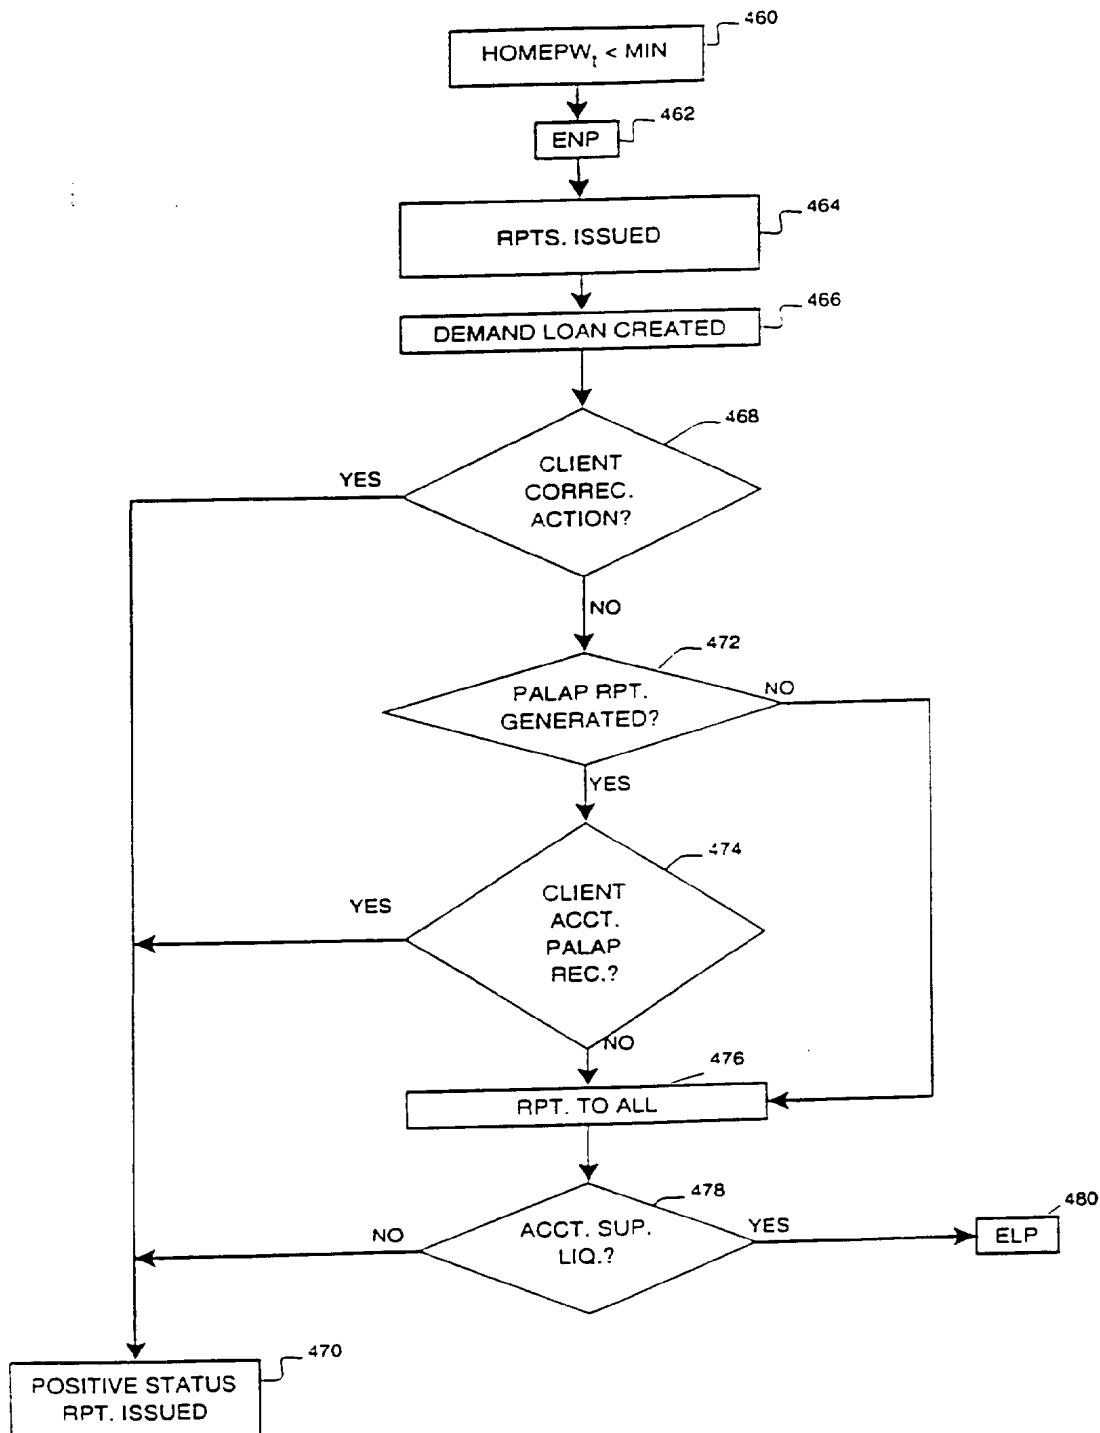 460
HOMEPWt < MIN
462
ENP
464
RPTS. ISSUED
466
DEMAND LOAN CREATED
468
YES
CLIENT
CORREC.
ACTION?
NO
472
NO
PALAP RPT.
GENERATED?
YES
474
YES
CLIENT
ACCT.
PALAP
REC.?
NO
476
RPT. TO ALL
478
480
NO
ACCT. SUP.
LIQ.?
YES
ELP
470
POSITIVE STATUS
RPT. ISSUED